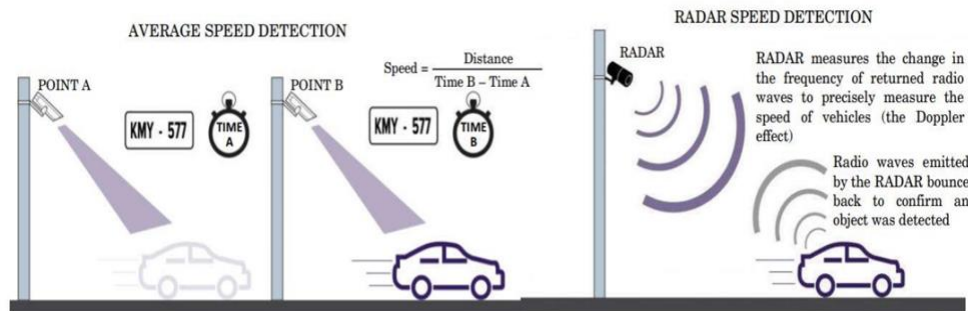 AVERAGE SPEED DETECTION
POINT A
KMY - 577
TIME
A
POINT B
Speed = Distance
Time B – Time A
KMY - 577
TIME
B
RADAR SPEED DETECTION
RADAR
RADAR measures the change in
the frequency of returned radio
waves to precisely measure the
speed of vehicles (the Doppler
effect)
Radio waves emitted
by the RADAR bounce
back to confirm an
object was detected